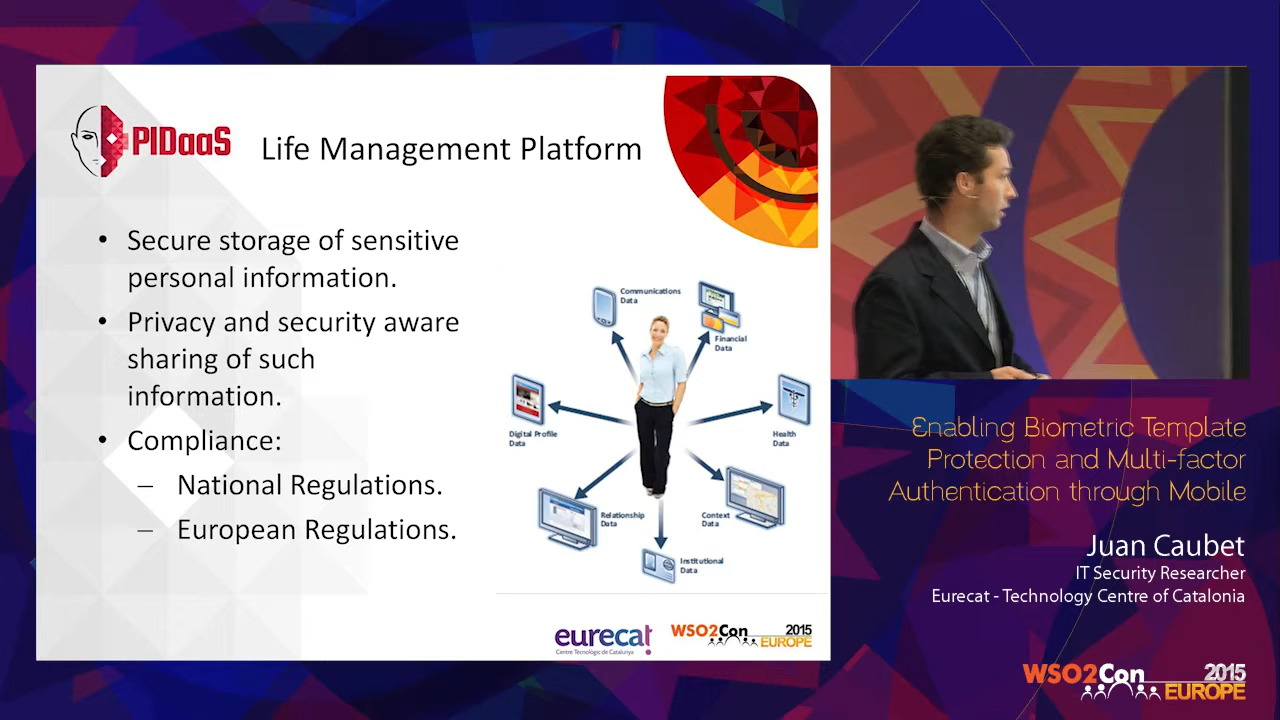 PIDaaS
Life Management Platform
• Secure storage of sensitive
personal information.
• Privacy and security aware
sharing of such
information.
• Compliance:
– National Regulations.
– European Regulations.
Communications
Data
Financial
Data
Digital Profile
Data
Health
Data
Relationship
Data
Context
Data
Institutional
Data
eurecat
Centre Tecnològic de Catalunya
WSO2Con 2015
EUROPE
Enabling Biometric Template
Protection and Multi-factor
Authentication through Mobile
Juan Caubet
IT Security Researcher
Eurecat - Technology Centre of Catalonia
WSO2Con 2015
EUROPE